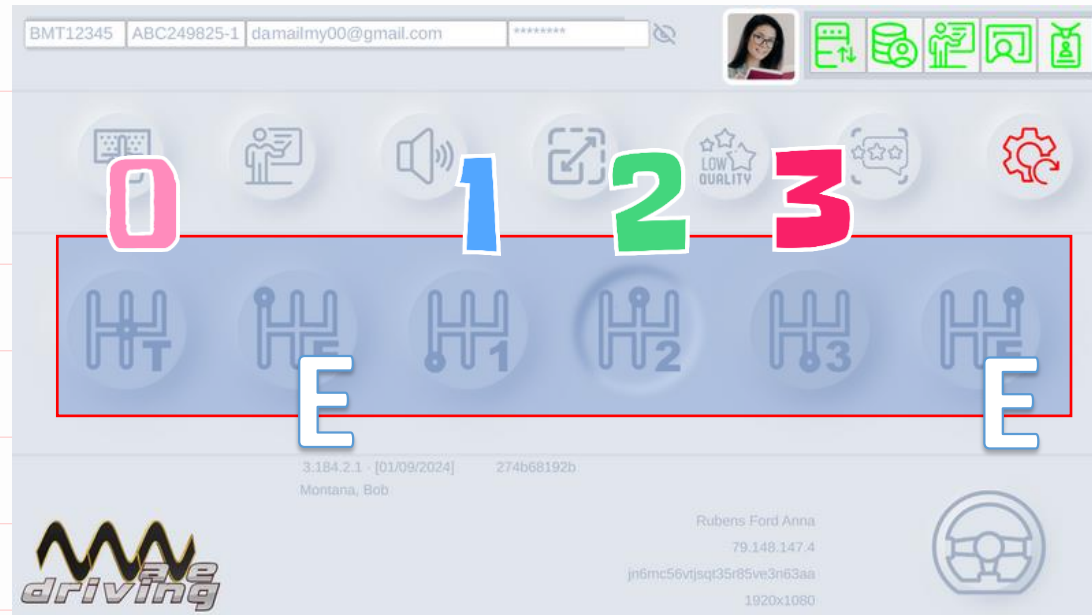 BMT12345 ABC249825-1 damailmy00@gmail.com ********
LOW
QUALITY
0 1 2 3
T E 1 2 3 E
E E
3.184.2.1 - [01/09/2024] 274b68192b
Montana, Bob
Rubens Ford Anna
79.148.147.4
jn6mc56vtjsqt35r85ve3n63aa
1920x1080
Wave
driving